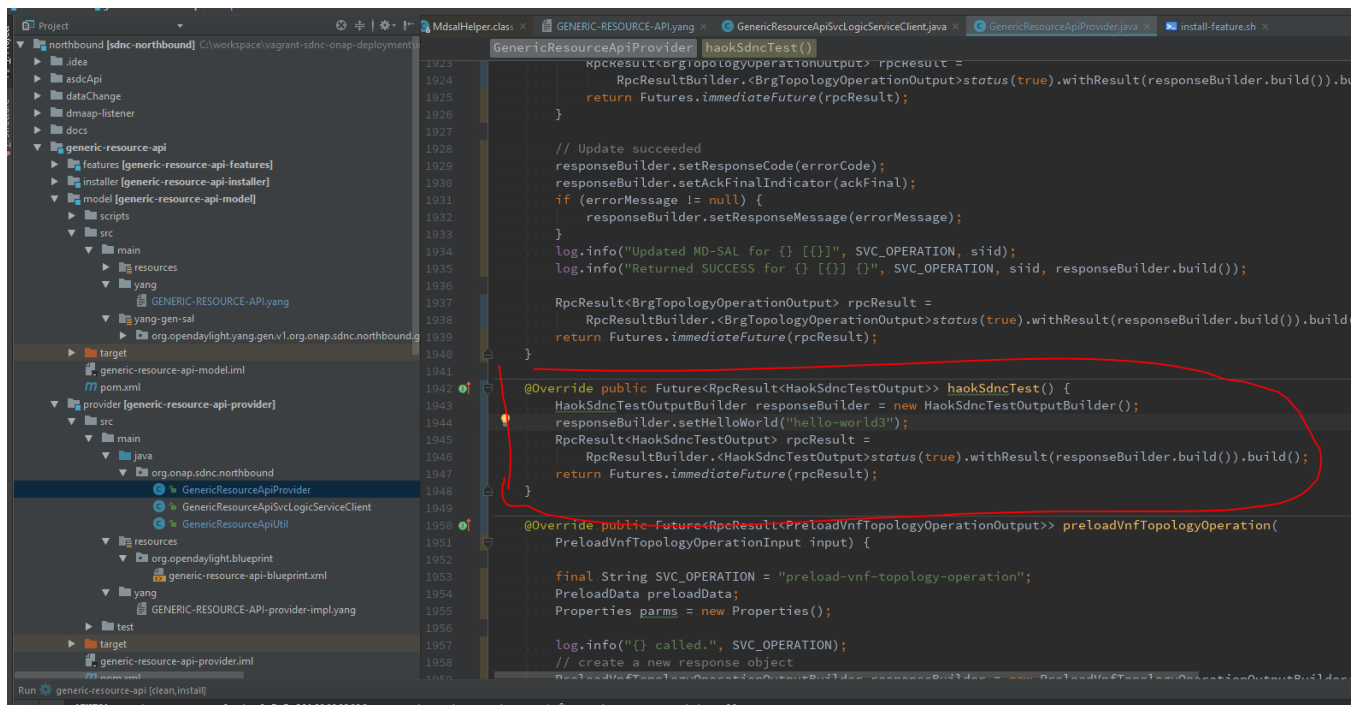 Project
MdsalHelper.class
GENERIC-RESOURCE-API.yang
GenericResourceApiSvcLogicServiceClient.java
GenericResourceApiProvider.java
install-feature.sh
northbound [sdnc-northbound] C:\workspace\vagrant-sdnc-onap-deployment\
.idea
asdcApi
dataChange
dmaap-listener
docs
generic-resource-api
features [generic-resource-api-features]
installer [generic-resource-api-installer]
model [generic-resource-api-model]
scripts
src
main
resources
yang
GENERIC-RESOURCE-API.yang
yang-gen-sal
org.opendaylight.yang.gen.v1.org.onap.sdnc.northbound.g
target
generic-resource-api-model.iml
pom.xml
provider [generic-resource-api-provider]
src
main
java
org.onap.sdnc.northbound
GenericResourceApiProvider
GenericResourceApiSvcLogicServiceClient
GenericResourceApiUtil
resources
org.opendaylight.blueprint
generic-resource-api-blueprint.xml
yang
GENERIC-RESOURCE-API-provider-impl.yang
test
target
generic-resource-api-provider.iml
pom.xml
GenericResourceApiProvider haokSdncTest()
1923 RpcResult<BrgTopologyOperationOutput> rpcResult =
1924 RpcResultBuilder.<BrgTopologyOperationOutput>status(true).withResult(responseBuilder.build()).bu
1925 return Futures.immediateFuture(rpcResult);
1926 }
1927
1928 // Update succeeded
1929 responseBuilder.setResponseCode(errorCode);
1930 responseBuilder.setAckFinalIndicator(ackFinal);
1931 if (errorMessage != null) {
1932 responseBuilder.setResponseMessage(errorMessage);
1933 }
1934 log.info("Updated MD-SAL for {} [{}]", SVC_OPERATION, siid);
1935 log.info("Returned SUCCESS for {} [{}] {}", SVC_OPERATION, siid, responseBuilder.build());
1936
1937 RpcResult<BrgTopologyOperationOutput> rpcResult =
1938 RpcResultBuilder.<BrgTopologyOperationOutput>status(true).withResult(responseBuilder.build()).build
1939 return Futures.immediateFuture(rpcResult);
1940 }
1941
1942 @Override public Future<RpcResult<HaokSdncTestOutput>> haokSdncTest() {
1943 HaokSdncTestOutputBuilder responseBuilder = new HaokSdncTestOutputBuilder();
1944 responseBuilder.setHelloWorld("hello-world3");
1945 RpcResult<HaokSdncTestOutput> rpcResult =
1946 RpcResultBuilder.<HaokSdncTestOutput>status(true).withResult(responseBuilder.build()).build();
1947 return Futures.immediateFuture(rpcResult);
1948 }
1949
1950 @Override public Future<RpcResult<PreloadVnfTopologyOperationOutput>> preloadVnfTopologyOperation(
1951 PreloadVnfTopologyOperationInput input) {
1952
1953 final String SVC_OPERATION = "preload-vnf-topology-operation";
1954 PreloadData preloadData;
1955 Properties parms = new Properties();
1956
1957 log.info("{} called.", SVC_OPERATION);
1958 // create a new response object
PreloadVnfTopologyOperationOutputBuilder responseBuilder = new PreloadVnfTopologyOperationOutputBuilder
Run generic-resource-api [clean,install]